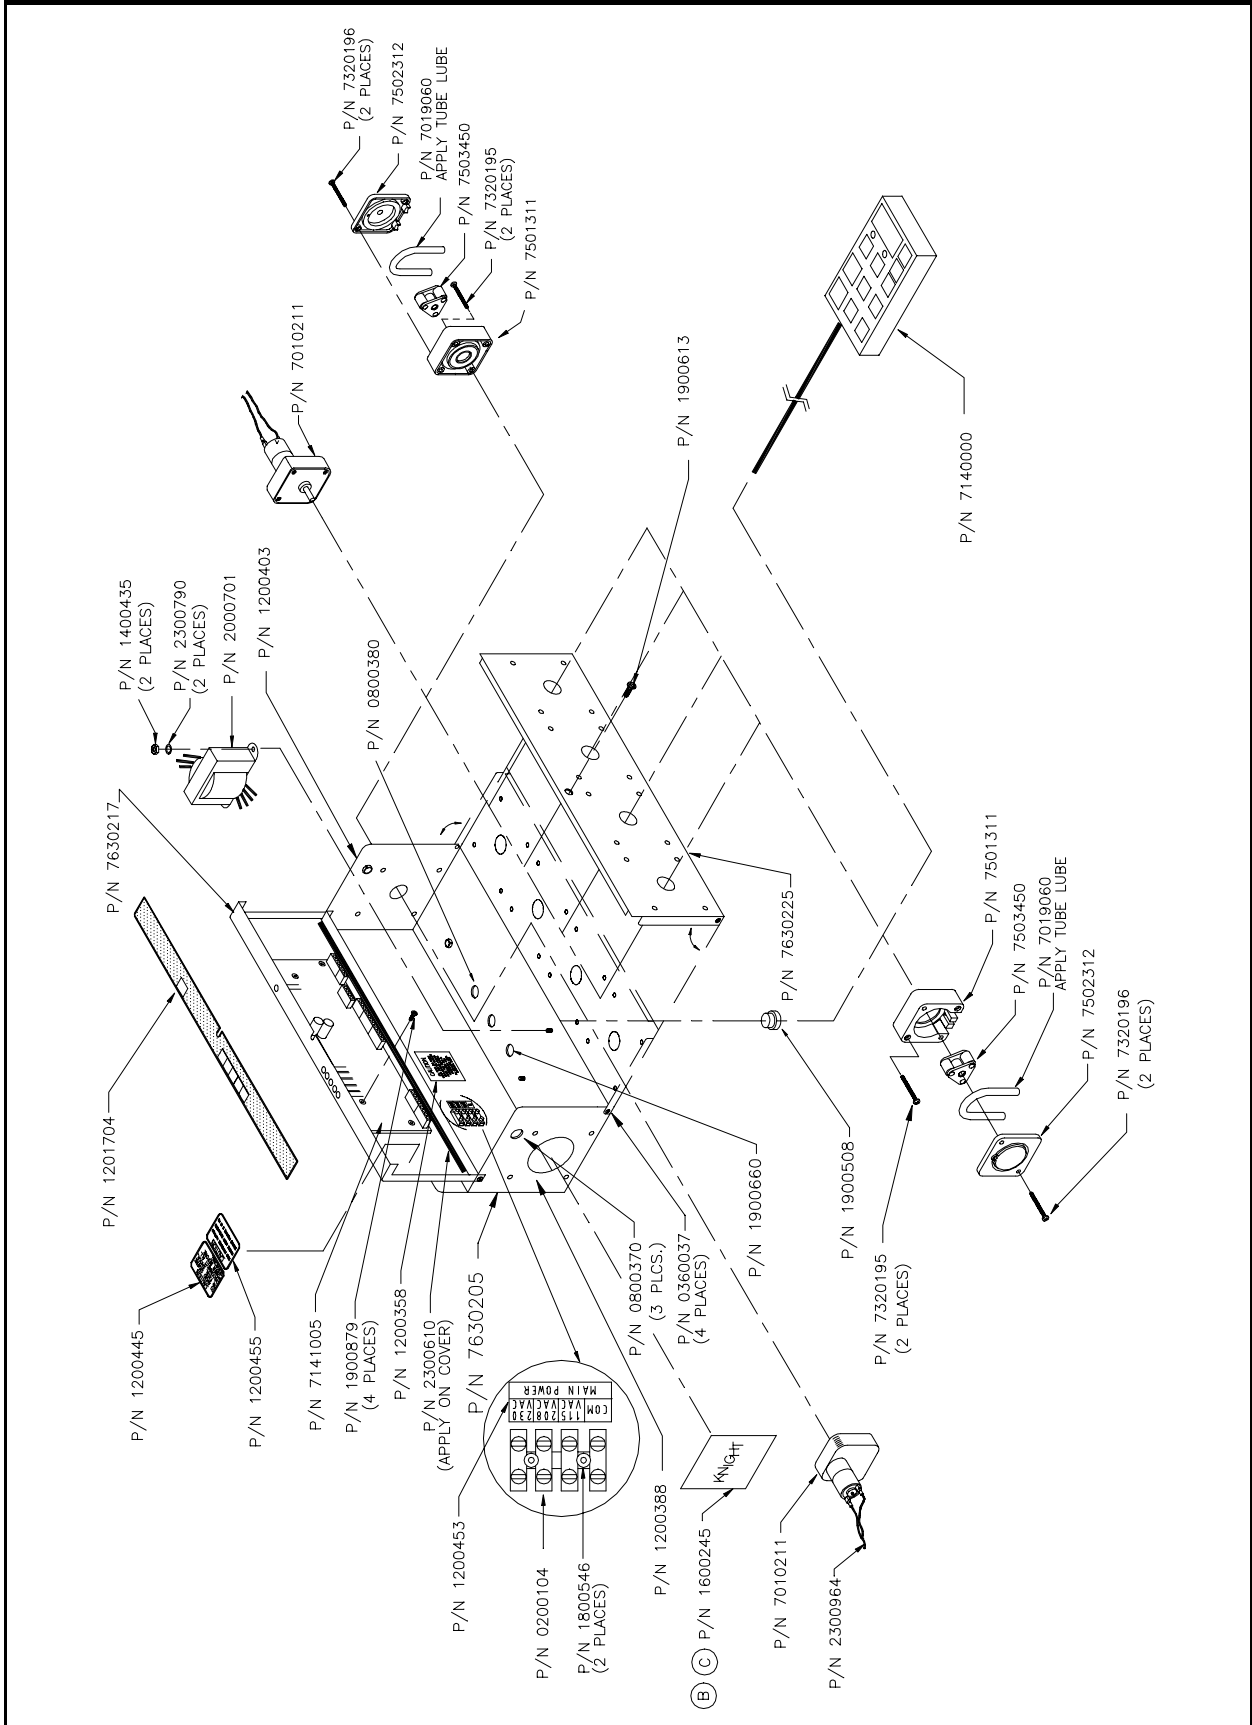 P/N 7320196
(2 PLACES)
P/N 7502312
P/N 7019060
APPLY TUBE LUBE
P/N 7503450
P/N 7320195
(2 PLACES)
P/N 7501311
P/N 7010211
P/N 1900613
P/N 7140000
P/N 1400435
(2 PLACES)
P/N 2300790
(2 PLACES)
P/N 2000701
P/N 1200403
P/N 0800380
P/N 7630217
P/N 1201704
P/N 7630225
P/N 7501311
P/N 7503450
P/N 7019060
APPLY TUBE LUBE
P/N 7502312
P/N 7320196
(2 PLACES)
P/N 1900508
P/N 7320195
(2 PLACES)
P/N 1900660
P/N 0360037
(4 PLACES)
P/N 0800370
(3 PLCS.)
P/N 1200445
P/N 1200455
P/N 7141005
P/N 1900879
(4 PLACES)
P/N 1200358
P/N 2300610
(APPLY ON COVER)
P/N 7630205
P/N 1200453
MAIN POWER
COM
115 VAC
208 VAC
230 VAC
P/N 0200104
P/N 1800546
(2 PLACES)
P/N 1200388
KNIGHT
B C P/N 1600245
P/N 7010211
P/N 2300964